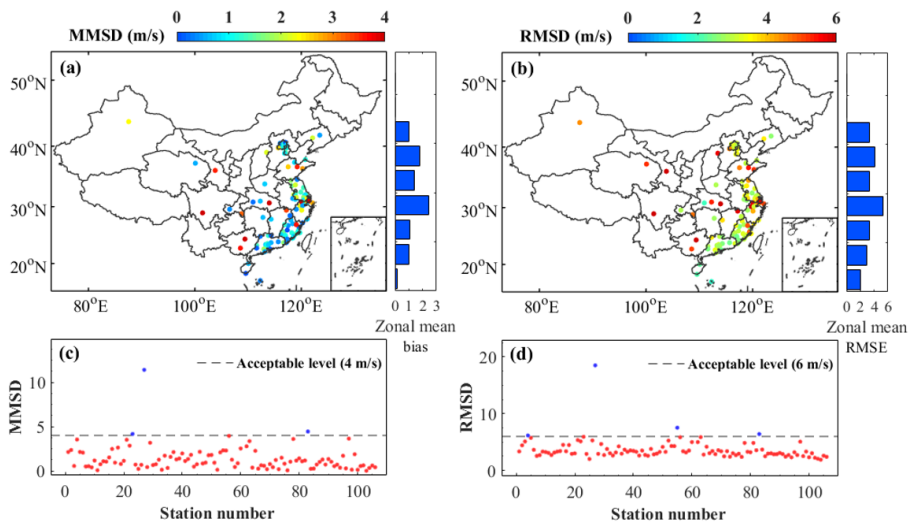 0 1 2 3 4
MMSD (m/s)
0 2 4 6
RMSD (m/s)
(a)
50°N
40°N
30°N
20°N
80°E 100°E 120°E
0 1 2 3
Zonal mean
bias
(b)
50°N
40°N
30°N
20°N
80°E 100°E 120°E
0 2 4 6
Zonal mean
RMSE
(c)
Acceptable level (4 m/s)
MMSD
10
5
0
0 20 40 60 80 100
Station number
(d)
Acceptable level (6 m/s)
RMSD
20
10
0
0 20 40 60 80 100
Station number